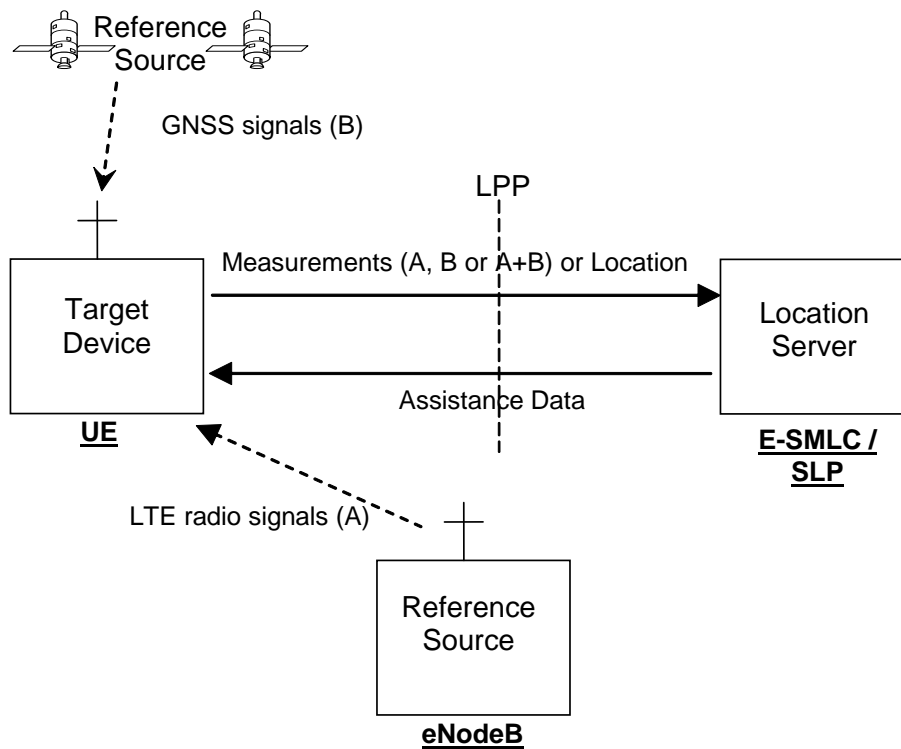 Reference
Source
GNSS signals (B)
LPP
Measurements (A, B or A+B) or Location
Target
Device
Location
Server
Assistance Data
UE
E-SMLC /
SLP
LTE radio signals (A)
Reference
Source
eNodeB